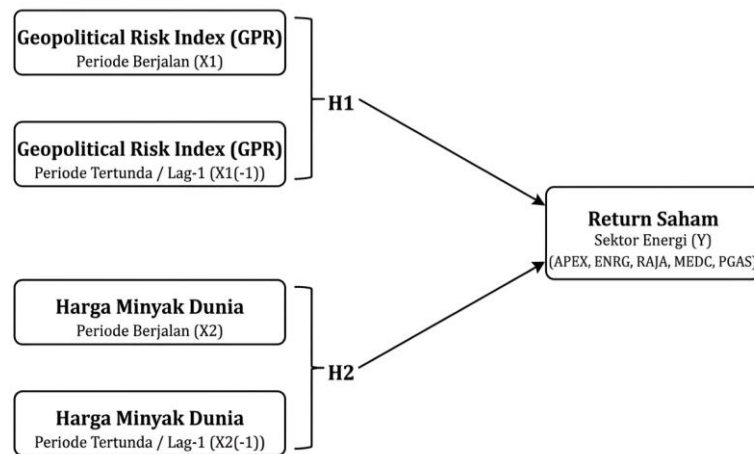 Geopolitical Risk Index (GPR)
Periode Berjalan (X1)
Geopolitical Risk Index (GPR)
Periode Tertunda / Lag-1 (X1(-1))
H1
Return Saham
Sektor Energi (Y)
(APEX, ENRG, RAJA, MEDC, PGAS)
Harga Minyak Dunia
Periode Berjalan (X2)
H2
Harga Minyak Dunia
Periode Tertunda / Lag-1 (X2(-1))